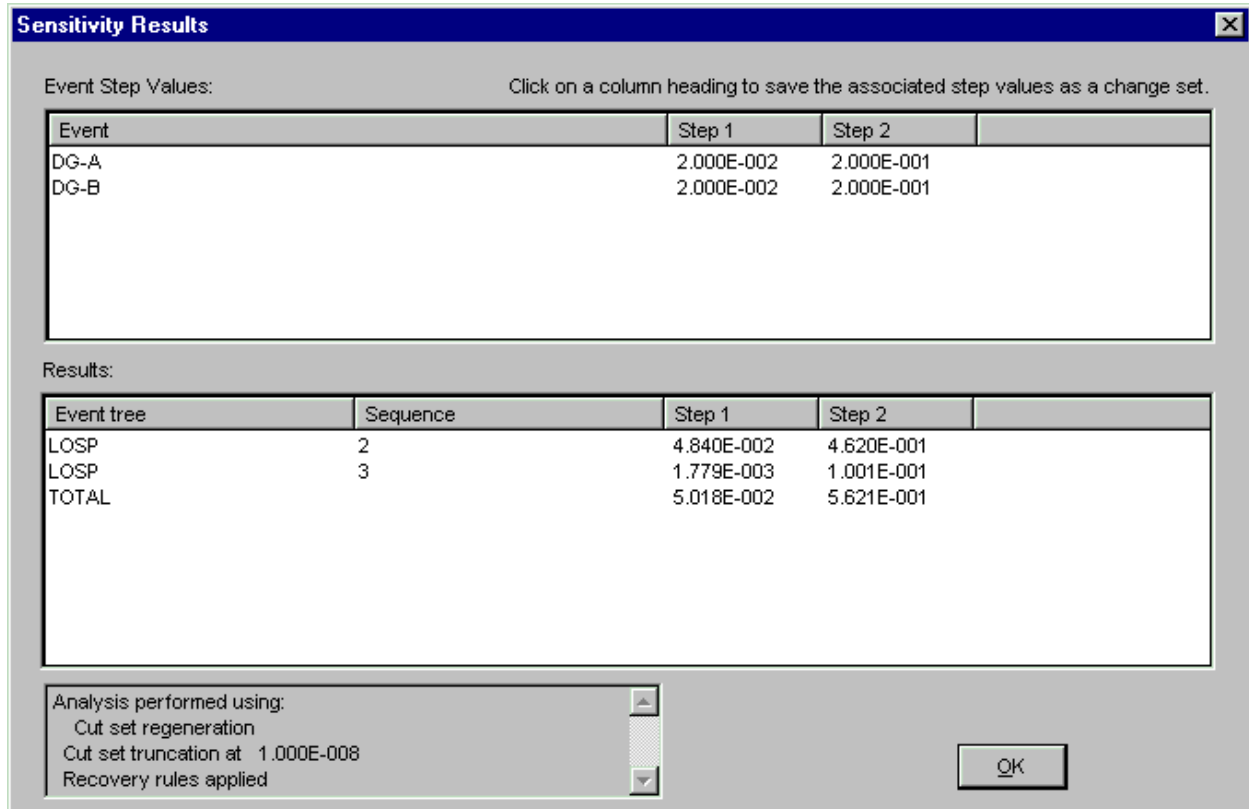 Sensitivity Results
Event Step Values: Click on a column heading to save the associated step values as a change set.
Event Step 1 Step 2
DG-A 2.000E-002 2.000E-001
DG-B 2.000E-002 2.000E-001
Results:
Event tree Sequence Step 1 Step 2
LOSP 2 4.840E-002 4.620E-001
LOSP 3 1.779E-003 1.001E-001
TOTAL 5.018E-002 5.621E-001
Analysis performed using:
Cut set regeneration
Cut set truncation at 1.000E-008
Recovery rules applied
OK